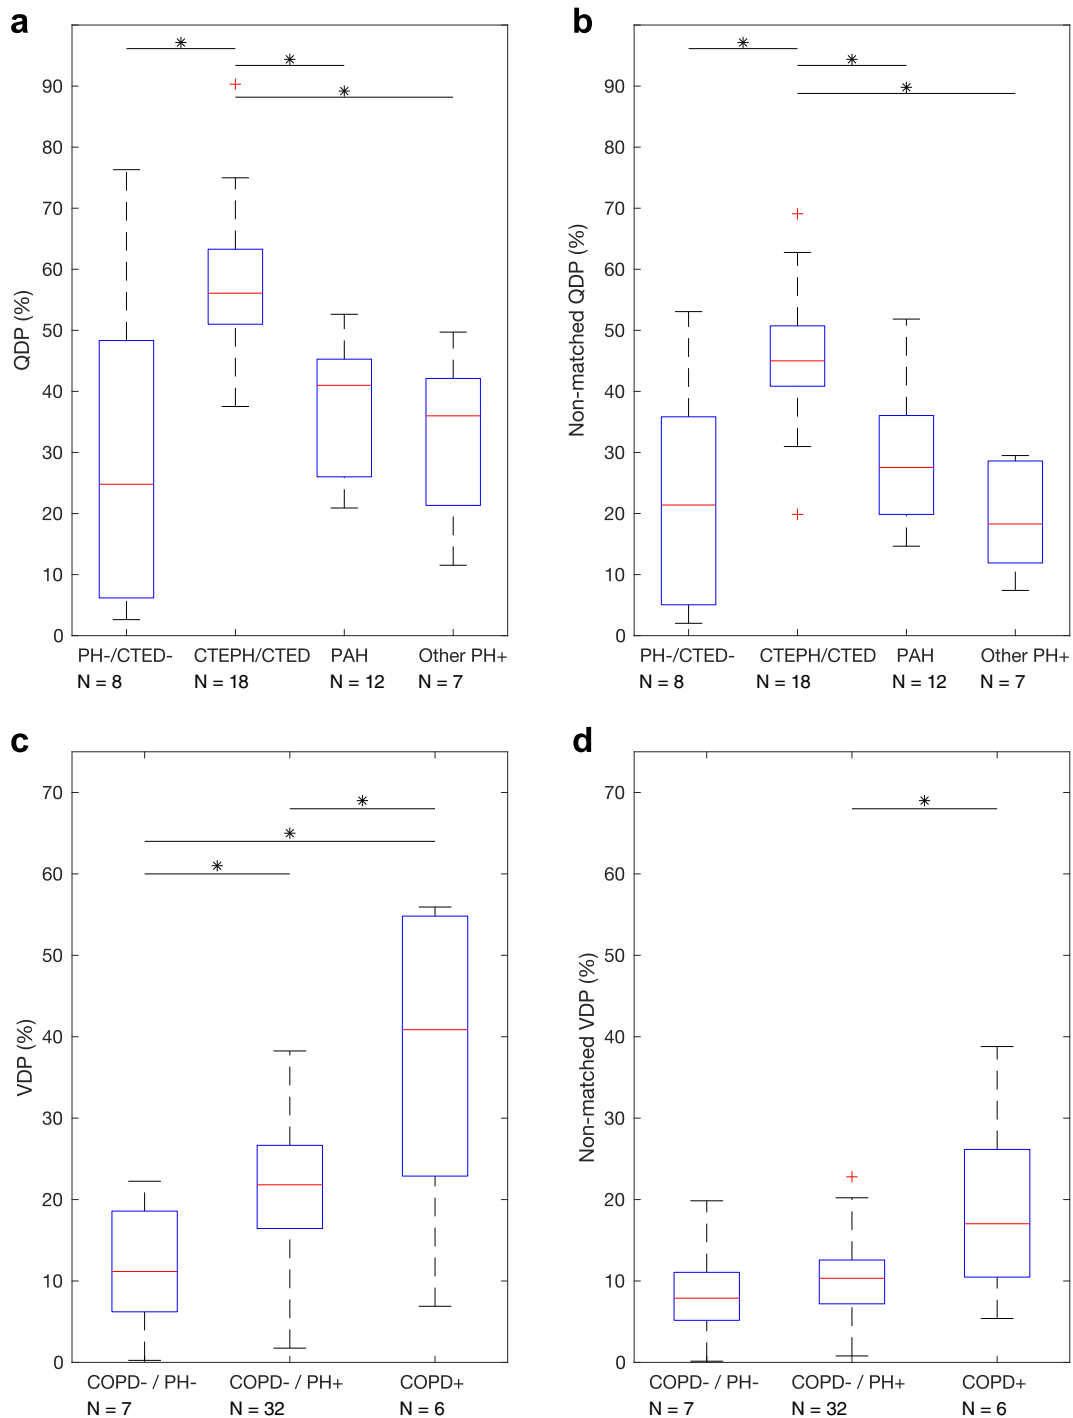 a
QDP (%)
90
80
70
60
50
40
30
20
10
0
PH-/CTED- CTEPH/CTED PAH Other PH+
N = 8 N = 18 N = 12 N = 7
b
Non-matched QDP (%)
90
80
70
60
50
40
30
20
10
0
PH-/CTED- CTEPH/CTED PAH Other PH+
N = 8 N = 18 N = 12 N = 7
c
VDP (%)
70
60
50
40
30
20
10
0
COPD- / PH- COPD- / PH+ COPD+
N = 7 N = 32 N = 6
d
Non-matched VDP (%)
70
60
50
40
30
20
10
0
COPD- / PH- COPD- / PH+ COPD+
N = 7 N = 32 N = 6